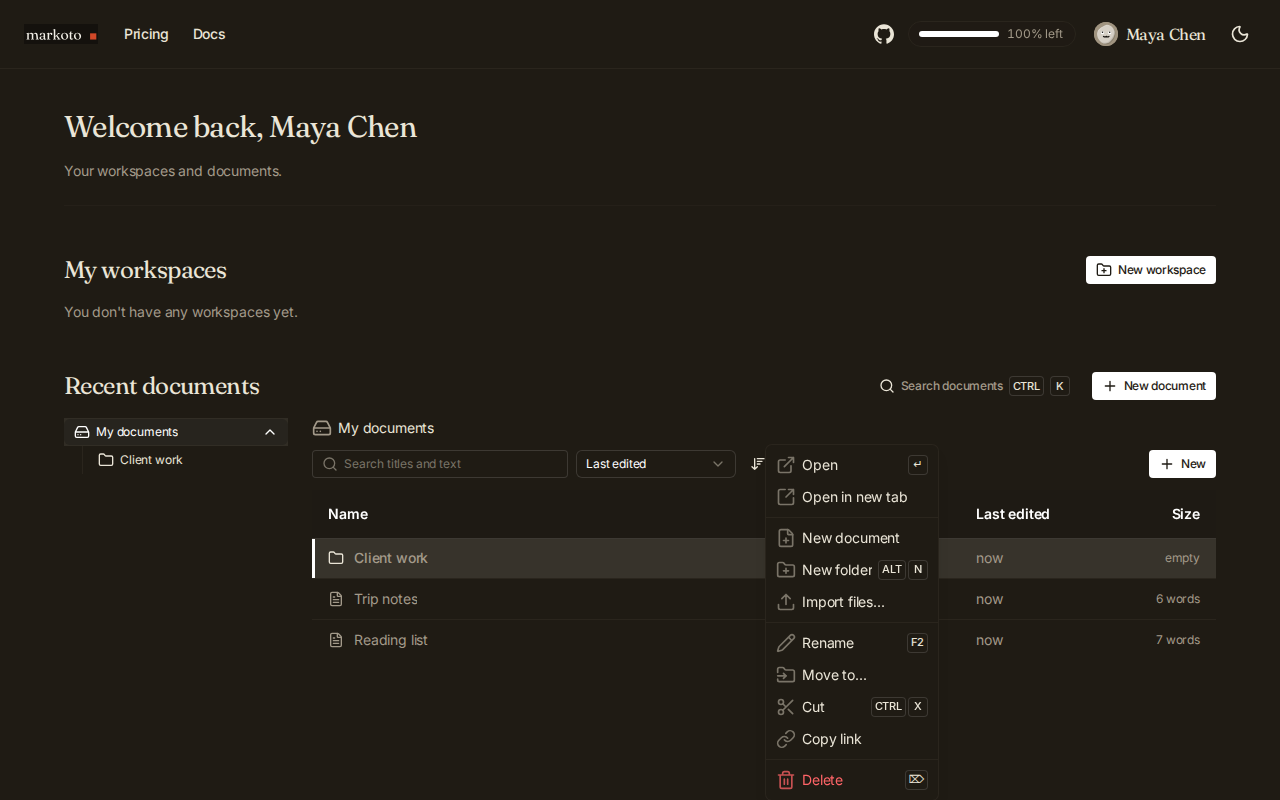 markoto
Pricing
Docs
100% left
Maya Chen
Welcome back, Maya Chen
Your workspaces and documents.
My workspaces
New workspace
You don't have any workspaces yet.
Recent documents
Search documents CTRL K
New document
My documents
Client work
My documents
Search titles and text
Last edited
New
Name
Last edited
Size
Client work
now
empty
Trip notes
now
6 words
Reading list
now
7 words
Open ↵
Open in new tab
New document
New folder ALT N
Import files...
Rename F2
Move to...
Cut CTRL X
Copy link
Delete ⌦